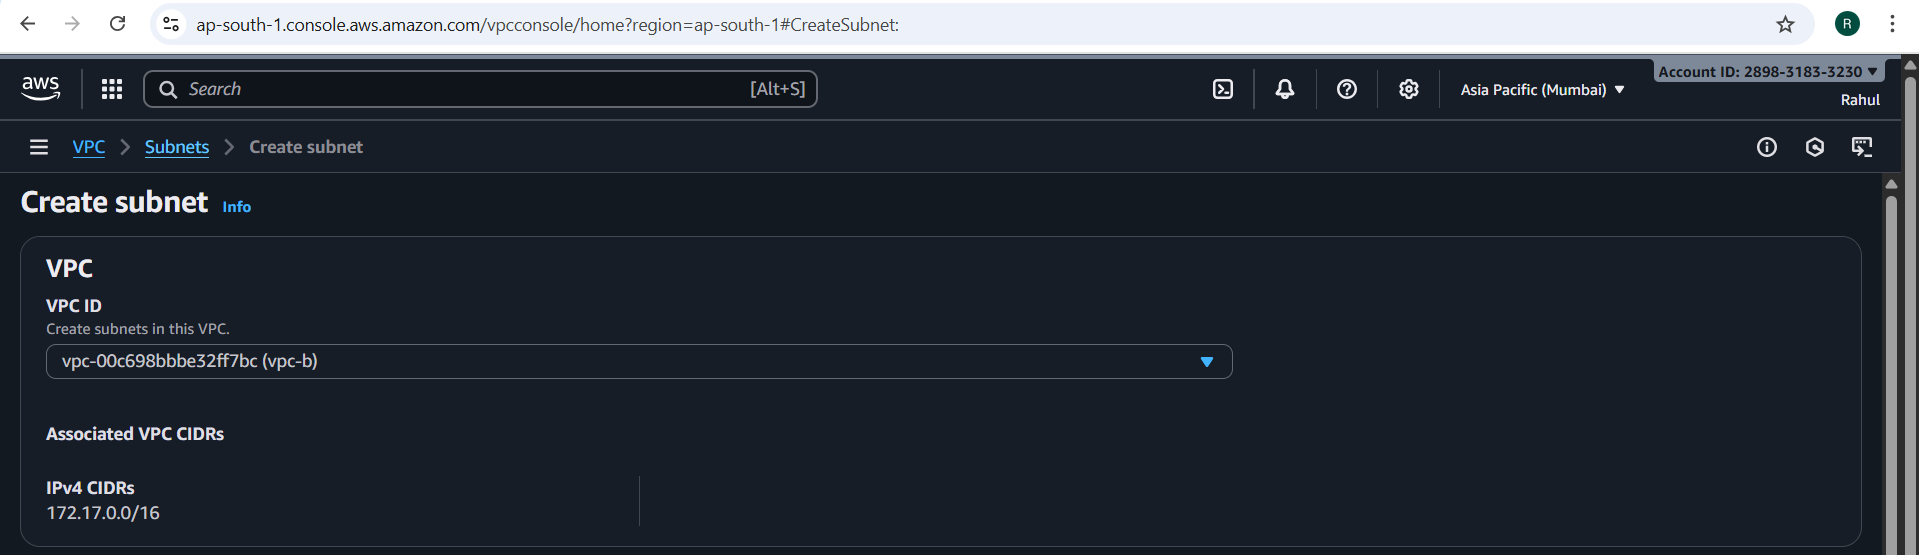 ap-south-1.console.aws.amazon.com/vpcconsole/home?region=ap-south-1#CreateSubnet:
R
aws
Search
[Alt+S]
Asia Pacific (Mumbai)
Account ID: 2898-3183-3230
Rahul
VPC > Subnets > Create subnet
Create subnet Info
VPC
VPC ID
Create subnets in this VPC.
vpc-00c698bbbe32ff7bc (vpc-b)
Associated VPC CIDRs
IPv4 CIDRs
172.17.0.0/16